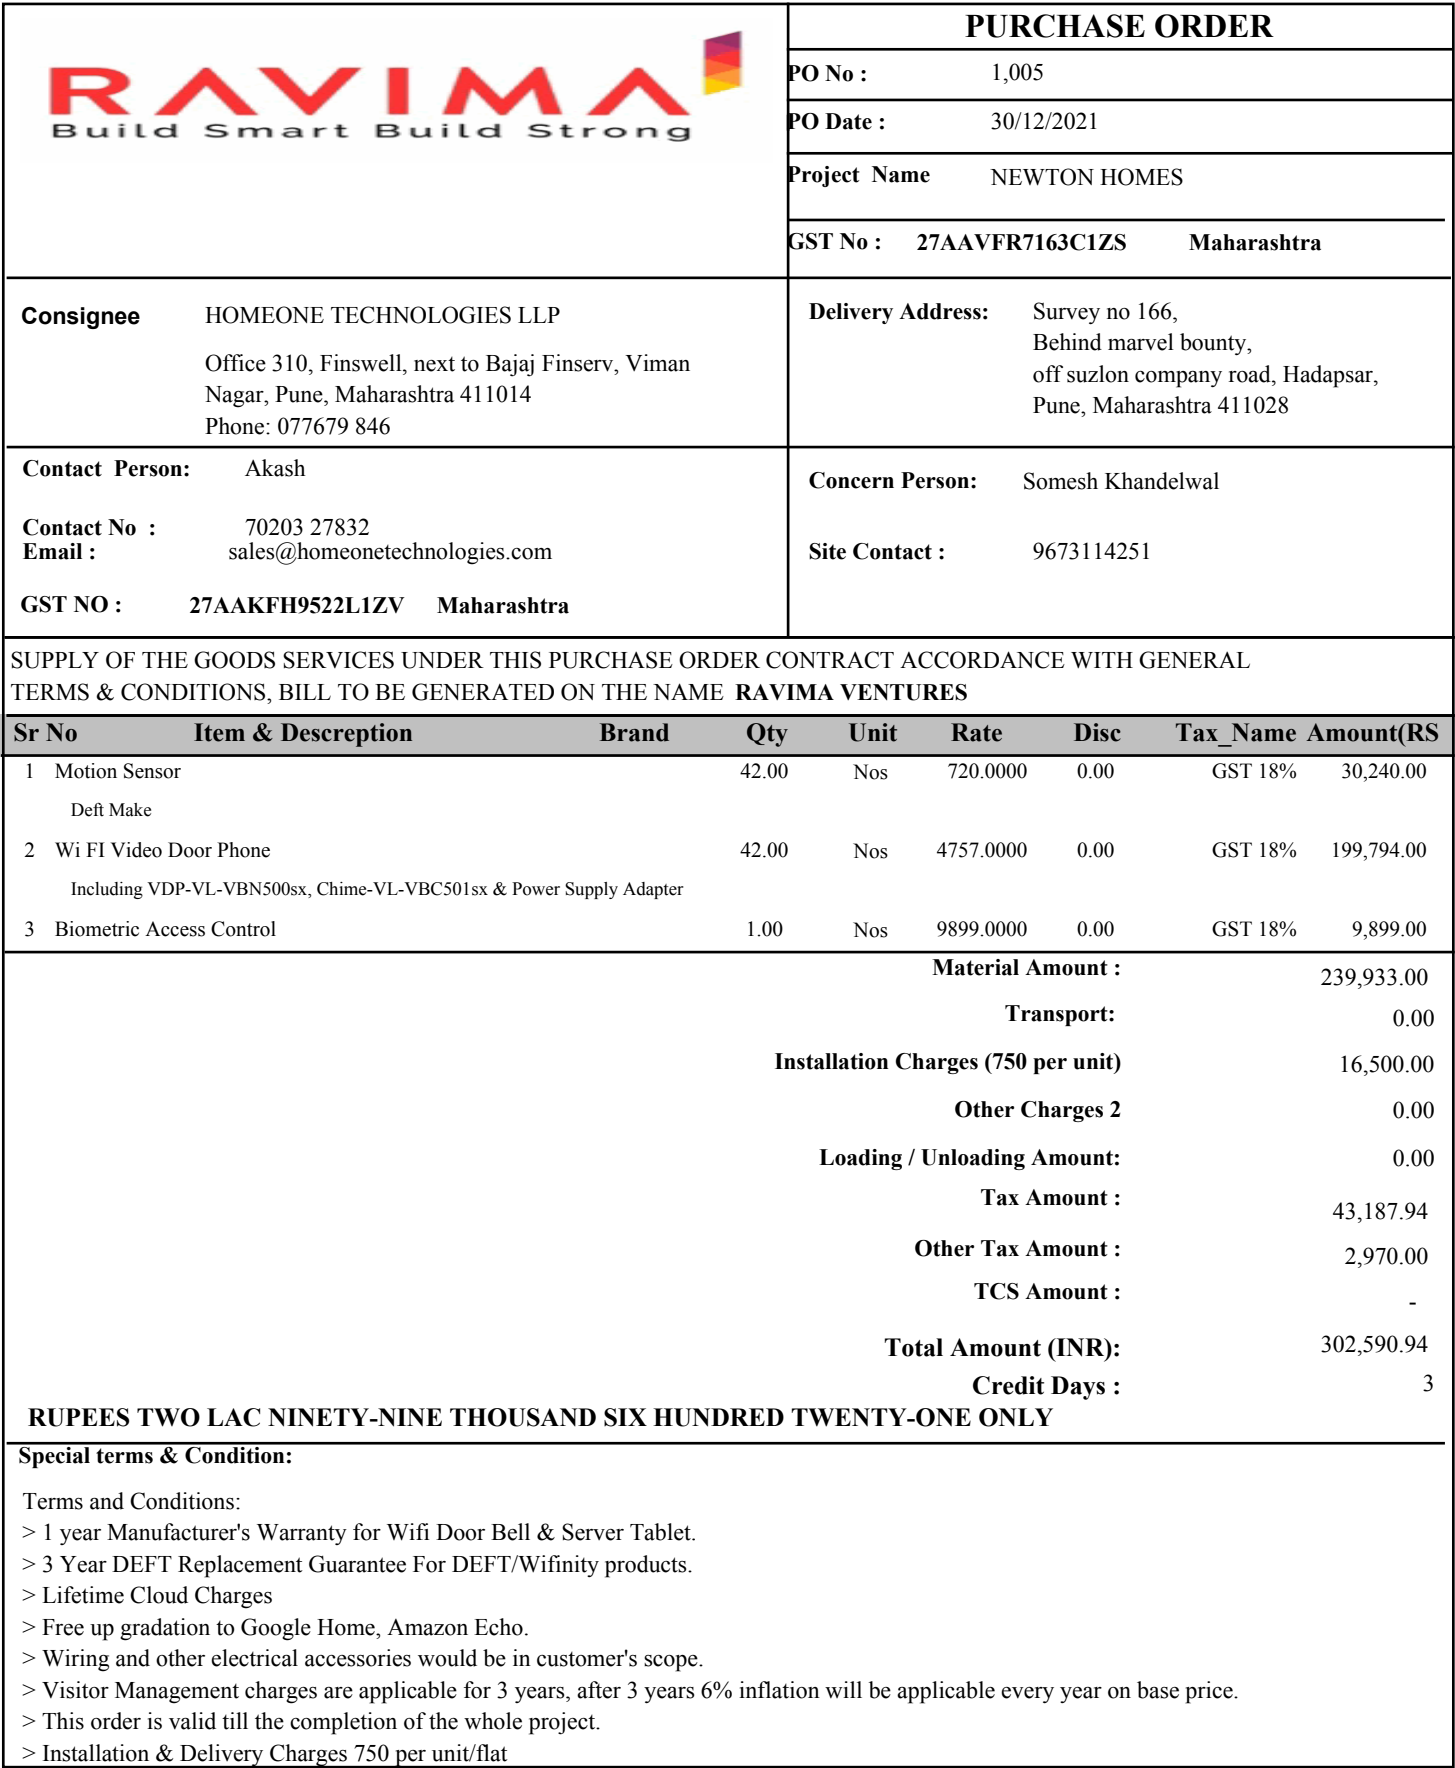 RAVIMA
Build Smart Build Strong
PURCHASE ORDER
PO No : 1,005
PO Date : 30/12/2021
Project Name NEWTON HOMES
GST No : 27AAVFR7163C1ZS Maharashtra
Consignee HOMEONE TECHNOLOGIES LLP
Office 310, Finswell, next to Bajaj Finserv, Viman
Nagar, Pune, Maharashtra 411014
Phone: 077679 846
Delivery Address: Survey no 166,
Behind marvel bounty,
off suzlon company road, Hadapsar,
Pune, Maharashtra 411028
Contact Person: Akash
Contact No : 70203 27832
Email : sales@homeonetechnologies.com
GST NO : 27AAKFH9522L1ZV Maharashtra
Concern Person: Somesh Khandelwal
Site Contact : 9673114251
SUPPLY OF THE GOODS SERVICES UNDER THIS PURCHASE ORDER CONTRACT ACCORDANCE WITH GENERAL
TERMS & CONDITIONS, BILL TO BE GENERATED ON THE NAME RAVIMA VENTURES
Sr No Item & Descreption Brand Qty Unit Rate Disc Tax_Name Amount(RS
1 Motion Sensor 42.00 Nos 720.0000 0.00 GST 18% 30,240.00
Deft Make
2 Wi FI Video Door Phone 42.00 Nos 4757.0000 0.00 GST 18% 199,794.00
Including VDP-VL-VBN500sx, Chime-VL-VBC501sx & Power Supply Adapter
3 Biometric Access Control 1.00 Nos 9899.0000 0.00 GST 18% 9,899.00
Material Amount : 239,933.00
Transport: 0.00
Installation Charges (750 per unit) 16,500.00
Other Charges 2 0.00
Loading / Unloading Amount: 0.00
Tax Amount : 43,187.94
Other Tax Amount : 2,970.00
TCS Amount : -
Total Amount (INR): 302,590.94
Credit Days : 3
RUPEES TWO LAC NINETY-NINE THOUSAND SIX HUNDRED TWENTY-ONE ONLY
Special terms & Condition:
Terms and Conditions:
> 1 year Manufacturer's Warranty for Wifi Door Bell & Server Tablet.
> 3 Year DEFT Replacement Guarantee For DEFT/Wifinity products.
> Lifetime Cloud Charges
> Free up gradation to Google Home, Amazon Echo.
> Wiring and other electrical accessories would be in customer's scope.
> Visitor Management charges are applicable for 3 years, after 3 years 6% inflation will be applicable every year on base price.
> This order is valid till the completion of the whole project.
> Installation & Delivery Charges 750 per unit/flat